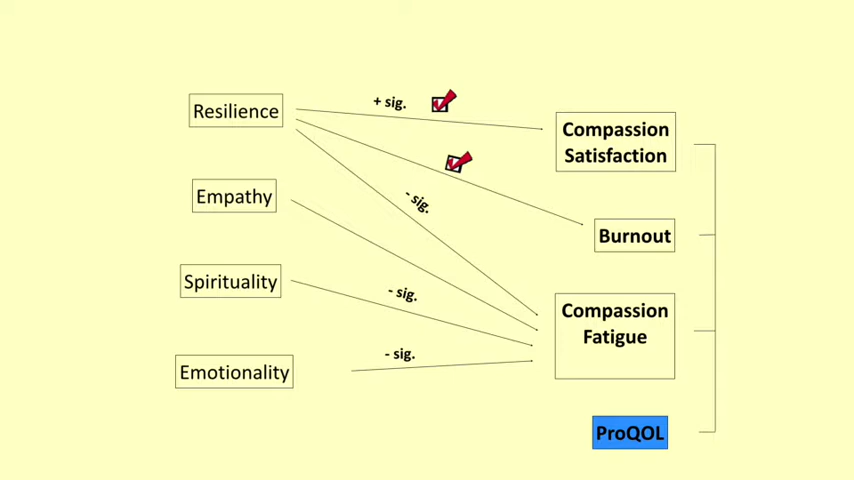 Resilience
+ sig.
Compassion
Satisfaction
Empathy
- sig.
Burnout
Spirituality
- sig.
Compassion
Fatigue
Emotionality
- sig.
ProQOL